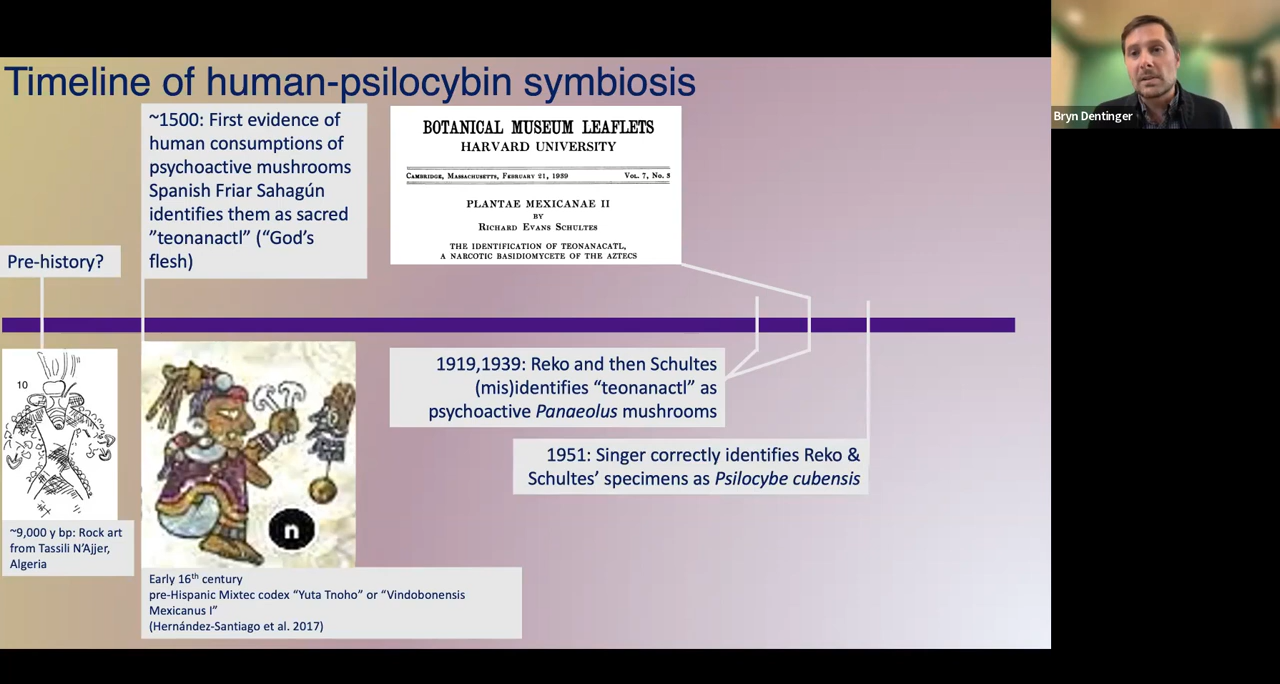 Timeline of human-psilocybin symbiosis
Bryn Dentinger
Pre-history?
~1500: First evidence of
human consumptions of
psychoactive mushrooms
Spanish Friar Sahagún
identifies them as sacred
”teonanactl” (“God’s
flesh)
BOTANICAL MUSEUM LEAFLETS
HARVARD UNIVERSITY
CAMBRIDGE, MASSACHUSETTS, FEBRUARY 21, 1939 VOL. 7, NO. 3
PLANTAE MEXICANAE II
BY
RICHARD EVANS SCHULTES
THE IDENTIFICATION OF TEONANACATL,
A NARCOTIC BASIDIOMYCETE OF THE AZTECS
10
~9,000 y bp: Rock art
from Tassili N’Ajjer,
Algeria
n
Early 16th century
pre-Hispanic Mixtec codex “Yuta Tnoho” or “Vindobonensis
Mexicanus I”
(Hernández-Santiago et al. 2017)
1919,1939: Reko and then Schultes
(mis)identifies “teonanactl” as
psychoactive Panaeolus mushrooms
1951: Singer correctly identifies Reko &
Schultes’ specimens as Psilocybe cubensis